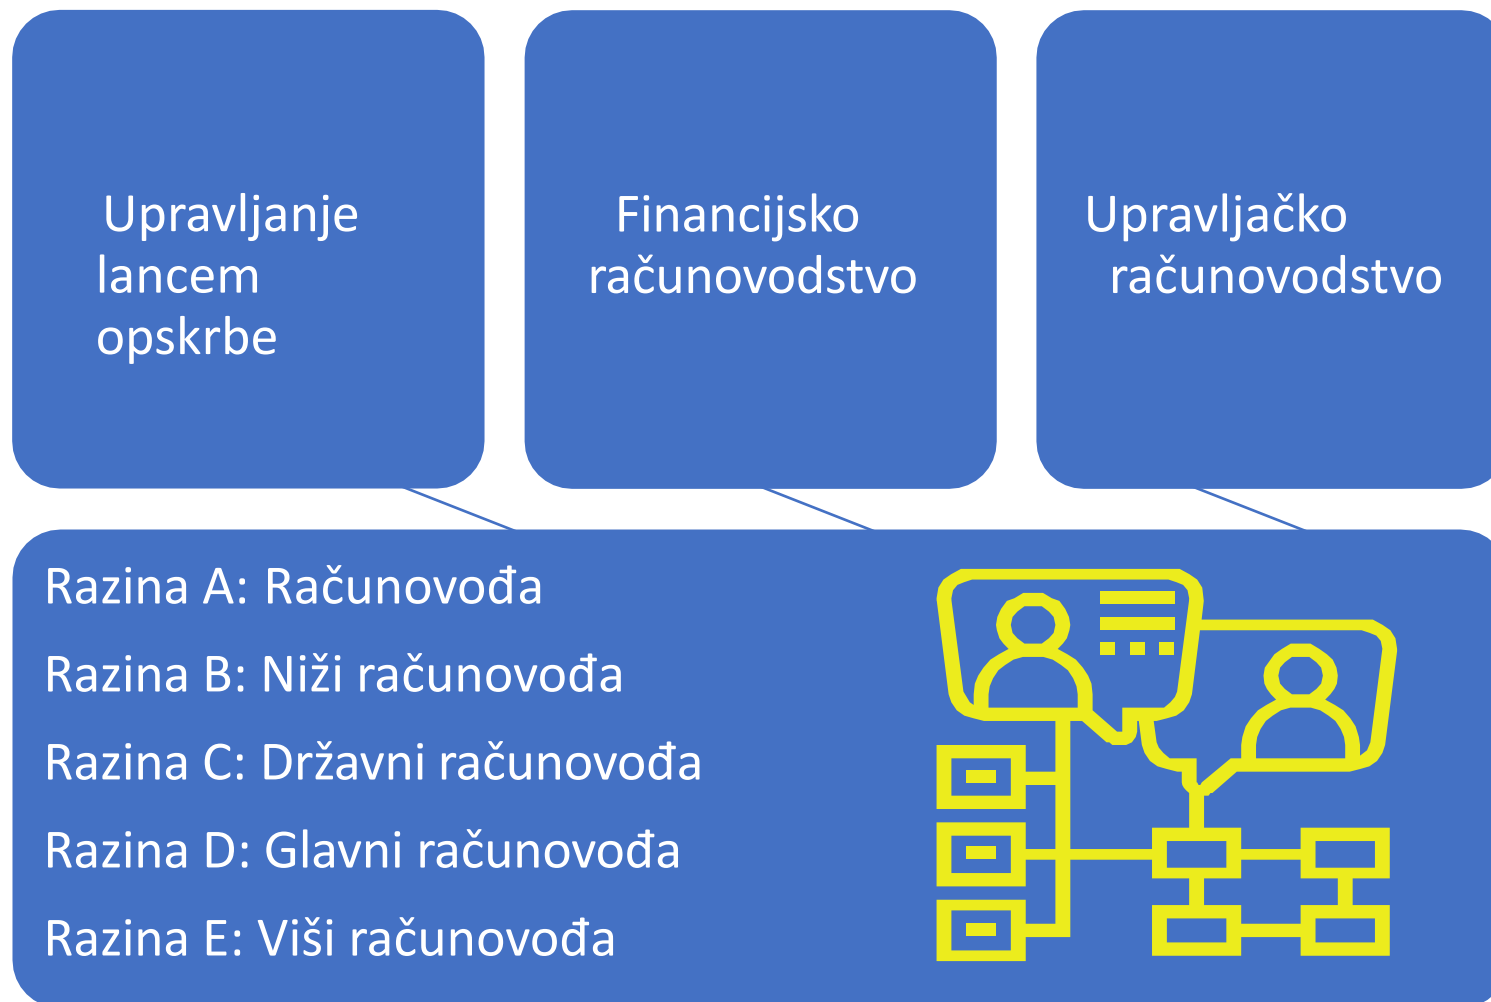 Upravljanje
lancem
opskrbe
Financijsko
računovodstvo
Upravljačko
računovodstvo
Razina A: Računovođa
Razina B: Niži računovođa
Razina C: Državni računovođa
Razina D: Glavni računovođa
Razina E: Viši računovođa